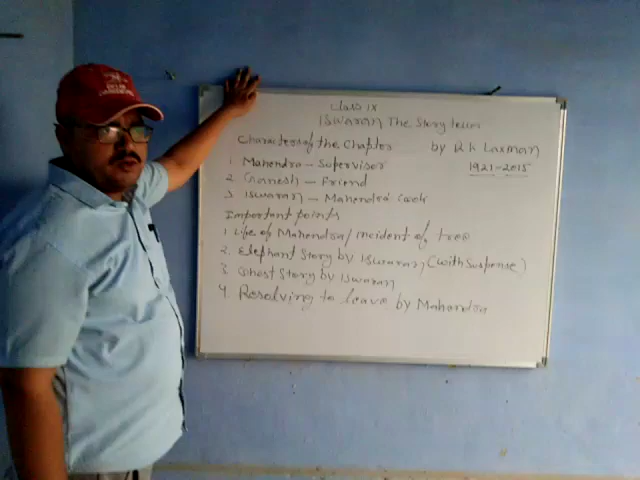 Class IX
ISwaran The Story teller
by R K Laxman
1921-2015
Characters of the Chapter
1 Mahendra — Supervisor
2 Ganesh — Friend
3 Iswaran — Mahendra Cook
Important points
1 Life of Mahendra/incident of tree
2. Elephant Story by ISwaran (with Suspense)
3 Ghost Story by Iswaran
4. Resolving to leave by Mahendra